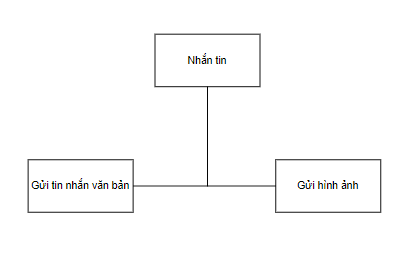 Nhắn tin
Gửi tin nhắn văn bản
Gửi hình ảnh